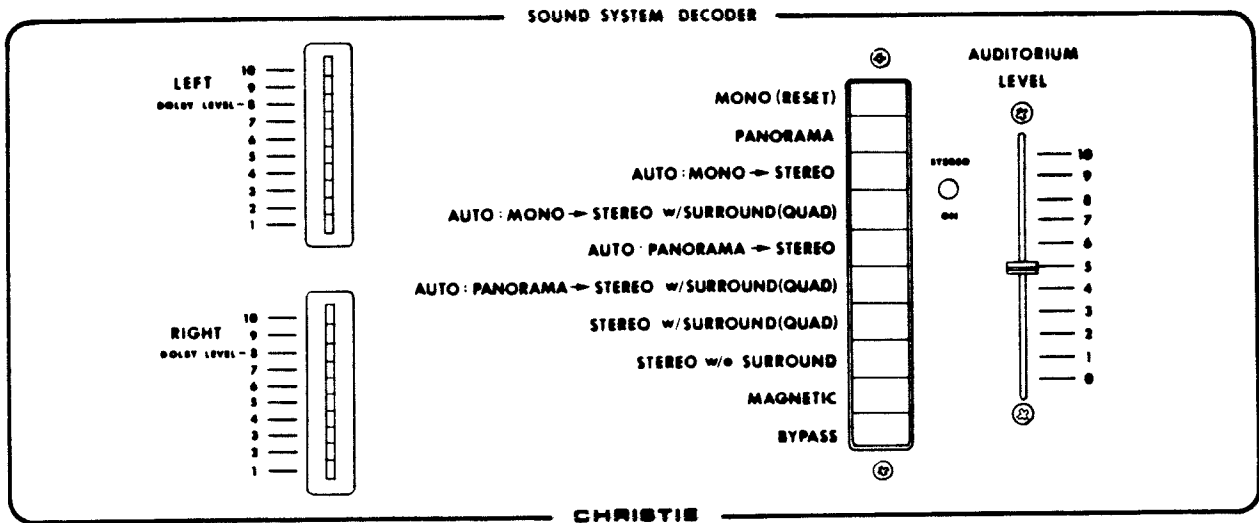 SOUND SYSTEM DECODER
LEFT
DOLBY LEVEL
10
9
8
7
6
5
4
3
2
1
RIGHT
DOLBY LEVEL
10
9
8
7
6
5
4
3
2
1
MONO (RESET)
PANORAMA
AUTO: MONO → STEREO
AUTO: MONO → STEREO w/SURROUND(QUAD)
AUTO: PANORAMA → STEREO
AUTO: PANORAMA → STEREO w/SURROUND(QUAD)
STEREO w/SURROUND(QUAD)
STEREO w/o SURROUND
MAGNETIC
BYPASS
STEREO
ON
AUDITORIUM
LEVEL
10
9
8
7
6
5
4
3
2
1
0
CHRISTIE